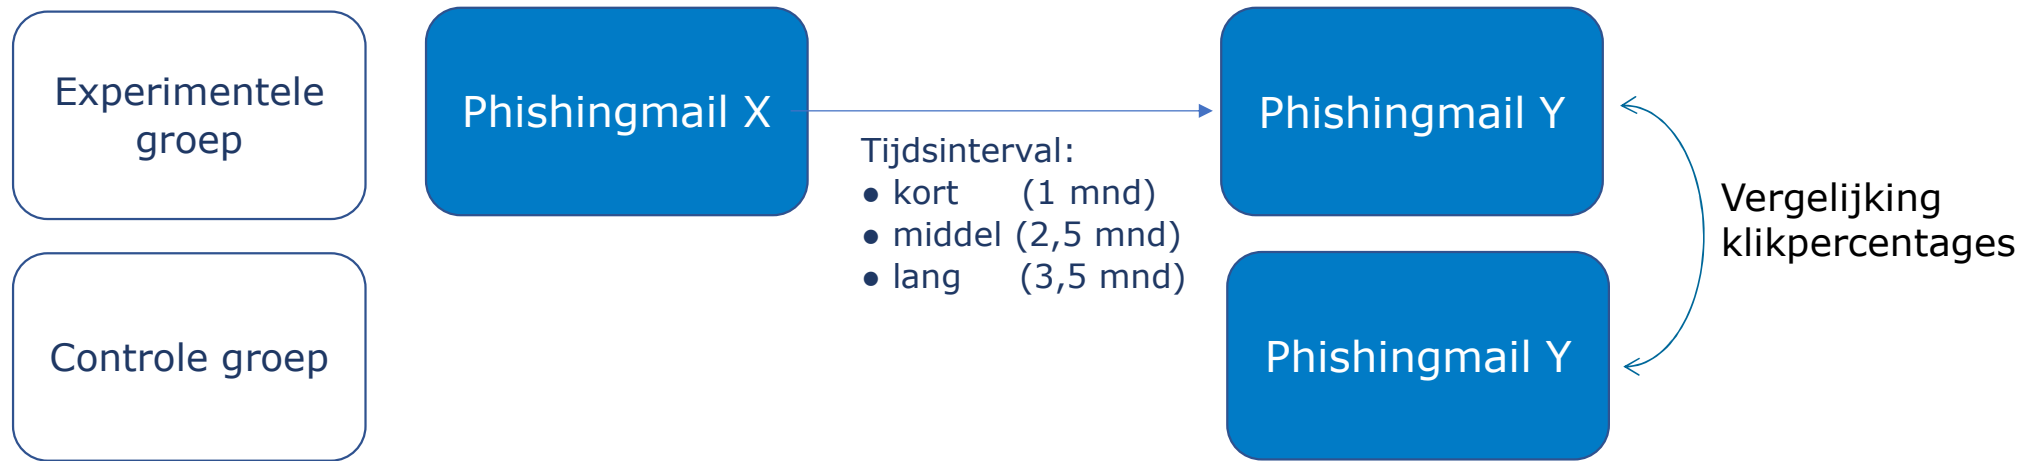 Experimentele
groep
Phishingmail X
Tijdsinterval:
● kort (1 mnd)
● middel (2,5 mnd)
● lang (3,5 mnd)
Phishingmail Y
Vergelijking
klikpercentages
Controle groep
Phishingmail Y